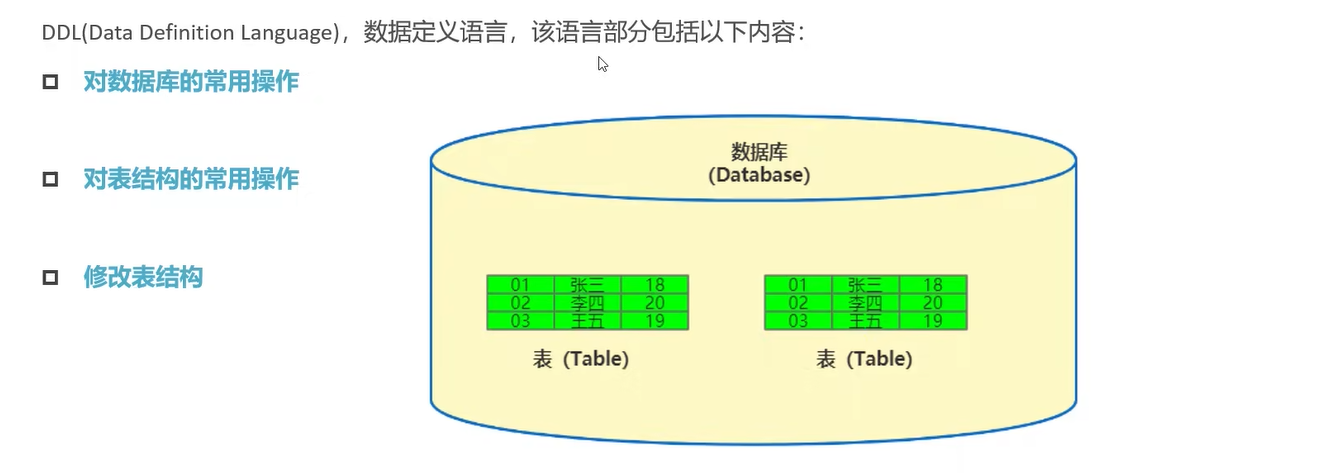 DDL(Data Definition Language)，数据定义语言，该语言部分包括以下内容：
对数据库的常用操作
对表结构的常用操作
修改表结构
数据库
(Database)
01 张三 18
02 李四 20
03 王五 19
表（Table)
01 张三 18
02 李四 20
03 王五 19
表（Table)